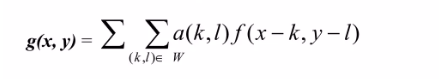 g(x, y) = ∑ ∑ a(k,l) f(x − k, y − l)
(k,l)∈ W